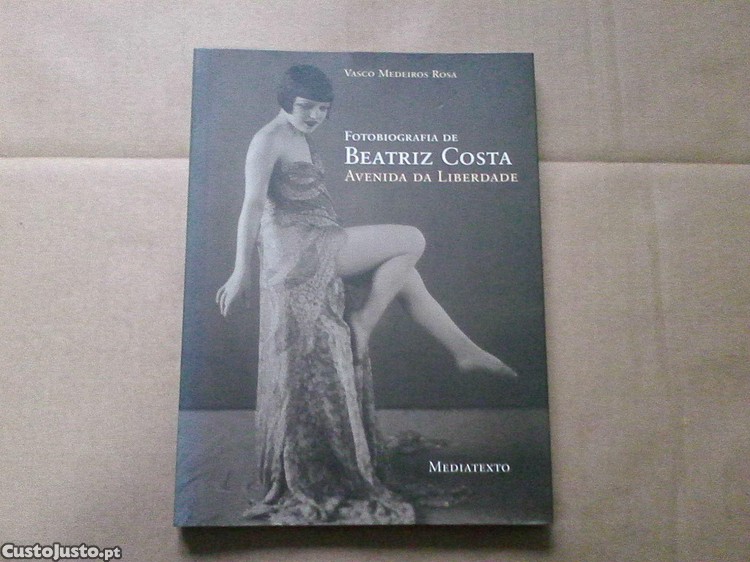 Vasco Medeiros Rosa
Fotobiografia de
Beatriz Costa
Avenida da Liberdade
Mediatexto
CustoJusto.pt